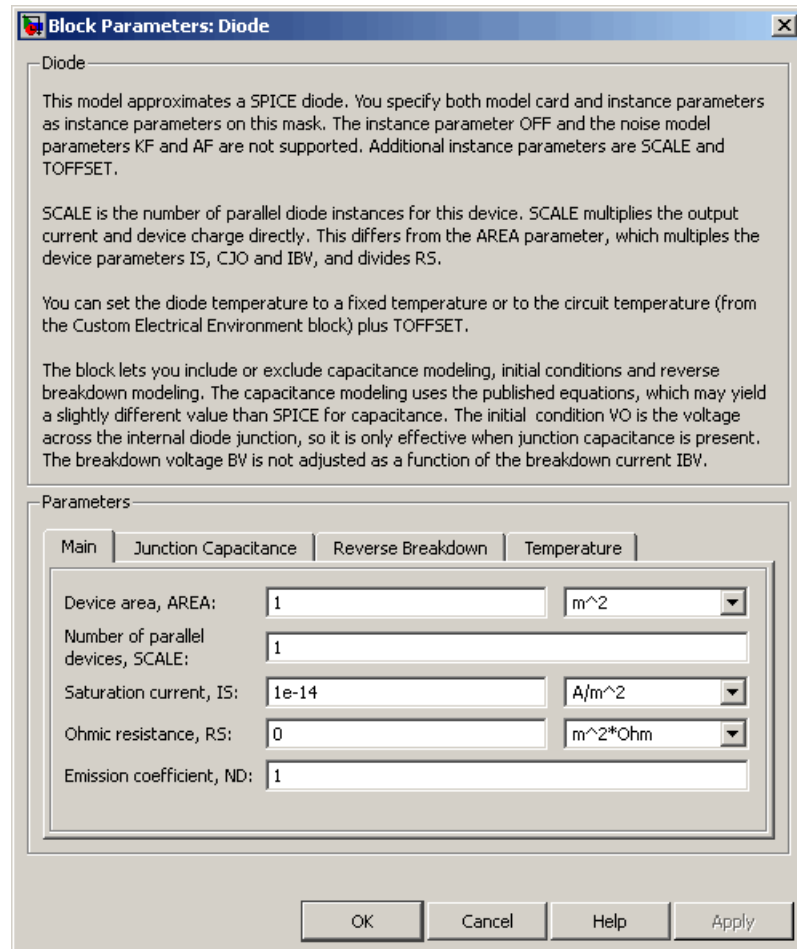 Block Parameters: Diode
Diode
This model approximates a SPICE diode. You specify both model card and instance parameters
as instance parameters on this mask. The instance parameter OFF and the noise model
parameters KF and AF are not supported. Additional instance parameters are SCALE and
TOFFSET.
SCALE is the number of parallel diode instances for this device. SCALE multiplies the output
current and device charge directly. This differs from the AREA parameter, which multiples the
device parameters IS, CJO and IBV, and divides RS.
You can set the diode temperature to a fixed temperature or to the circuit temperature (from
the Custom Electrical Environment block) plus TOFFSET.
The block lets you include or exclude capacitance modeling, initial conditions and reverse
breakdown modeling. The capacitance modeling uses the published equations, which may yield
a slightly different value than SPICE for capacitance. The initial  condition VO is the voltage
across the internal diode junction, so it is only effective when junction capacitance is present.
The breakdown voltage BV is not adjusted as a function of the breakdown current IBV.
Parameters
Main Junction Capacitance Reverse Breakdown Temperature
Device area, AREA: 1 m^2
Number of parallel
devices, SCALE: 1
Saturation current, IS: 1e-14 A/m^2
Ohmic resistance, RS: 0 m^2*Ohm
Emission coefficient, ND: 1
OK Cancel Help Apply